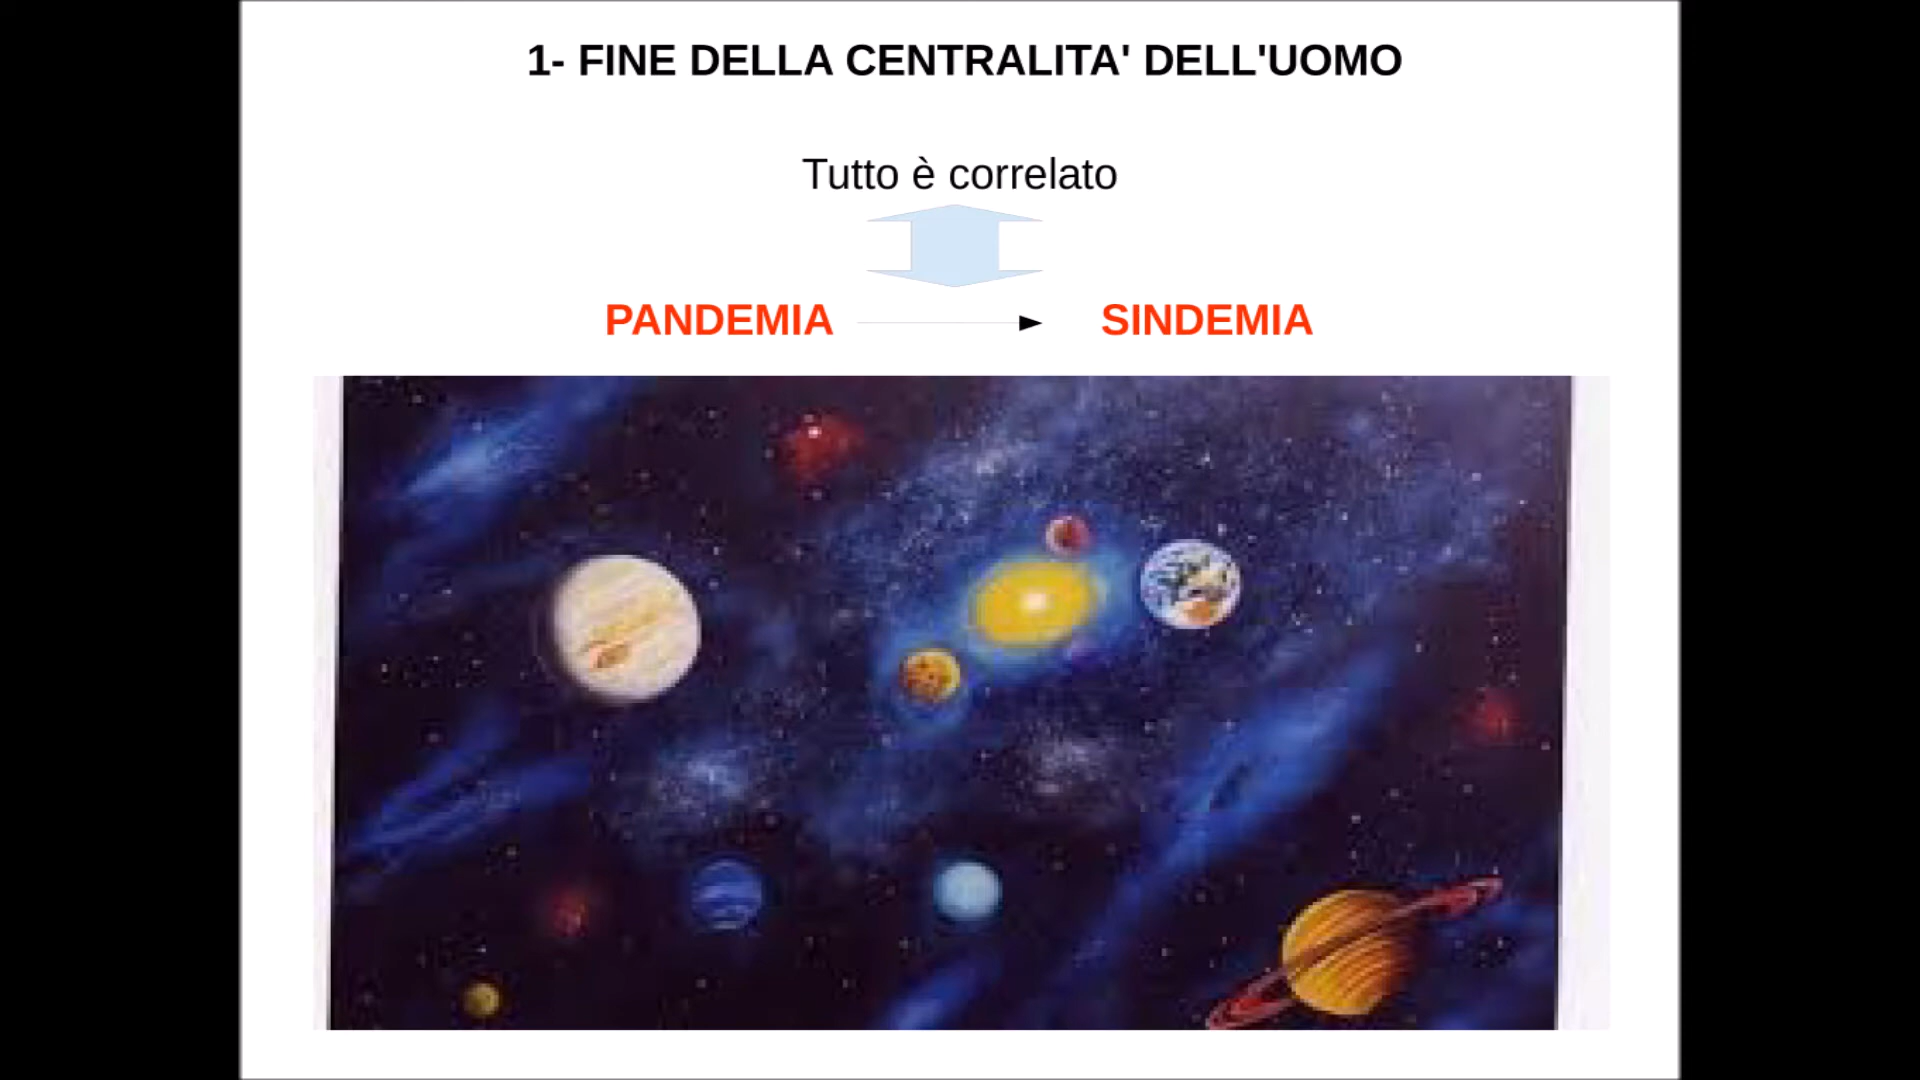 1- FINE DELLA CENTRALITA' DELL'UOMO
Tutto è correlato
PANDEMIA SINDEMIA